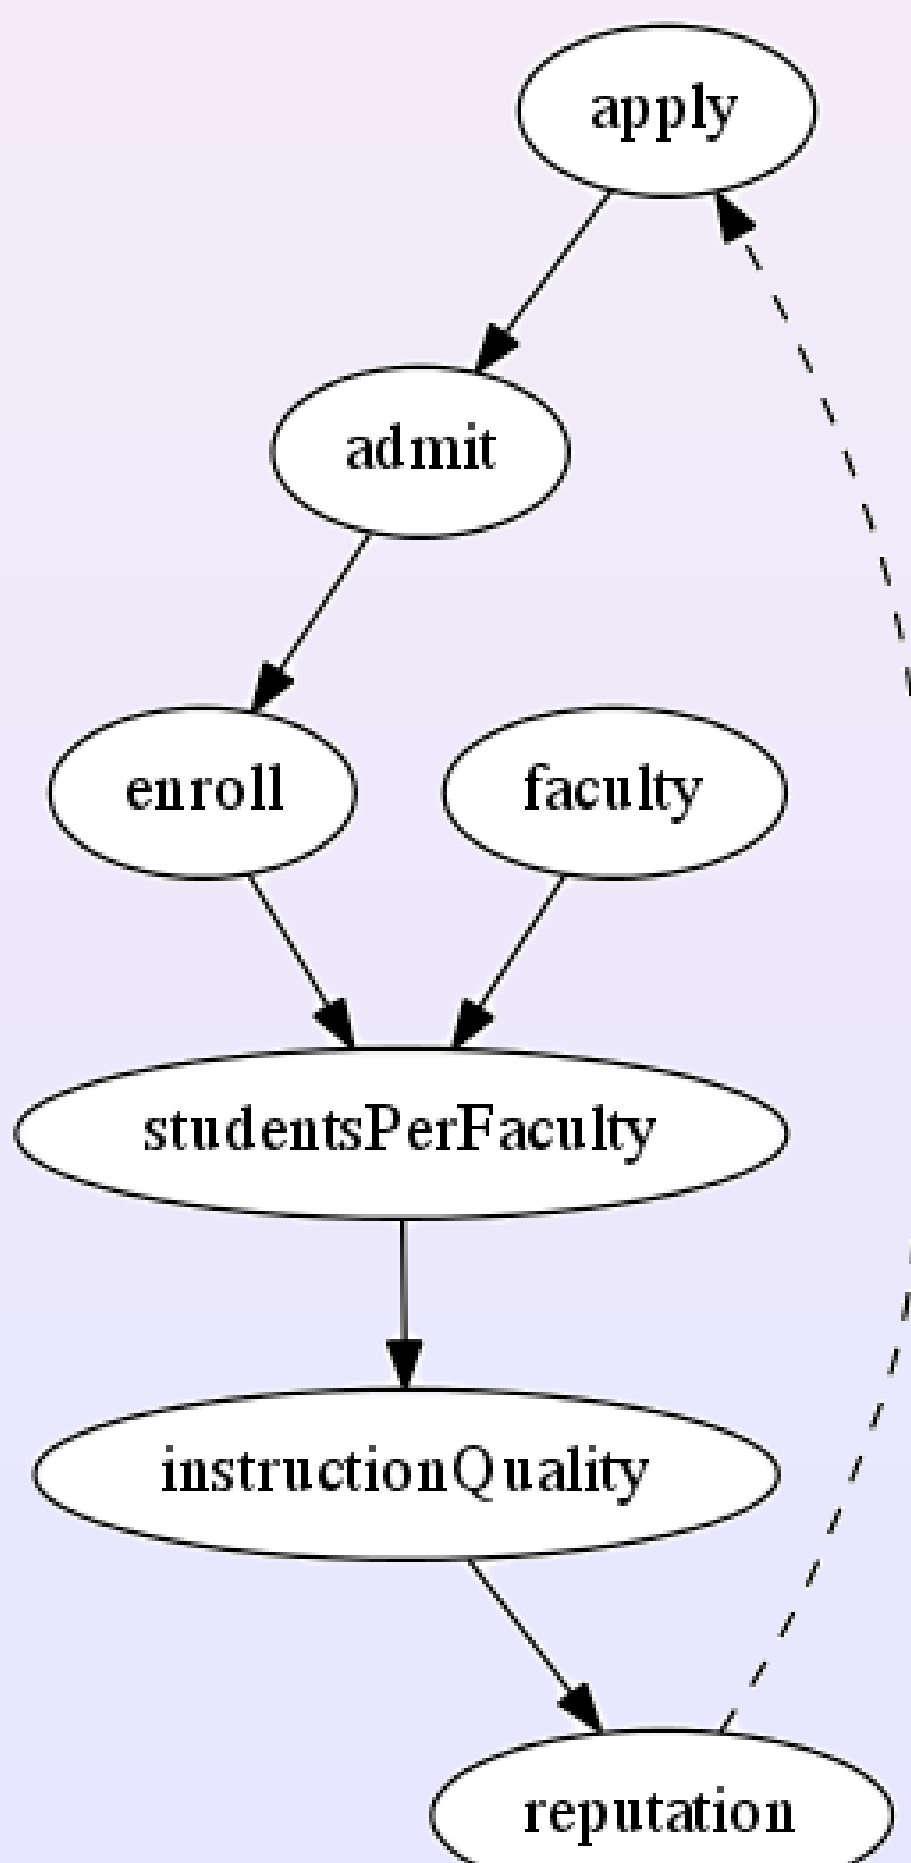 apply
admit
enroll
faculty
studentsPerFaculty
instructionQuality
reputation